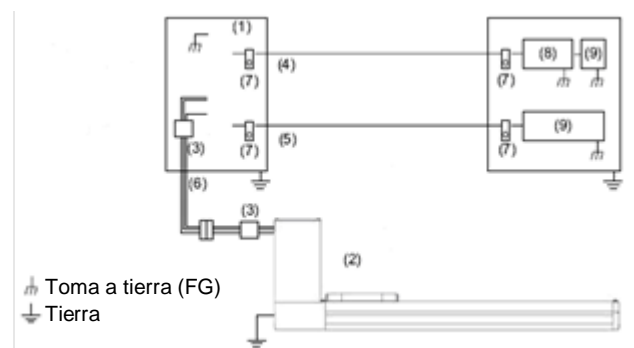 (1)
(8) (9)
(4)
(7) (7)
(9)
(3) (7) (5) (7)
(6)
(3)
(2)
Toma a tierra (FG)
Tierra